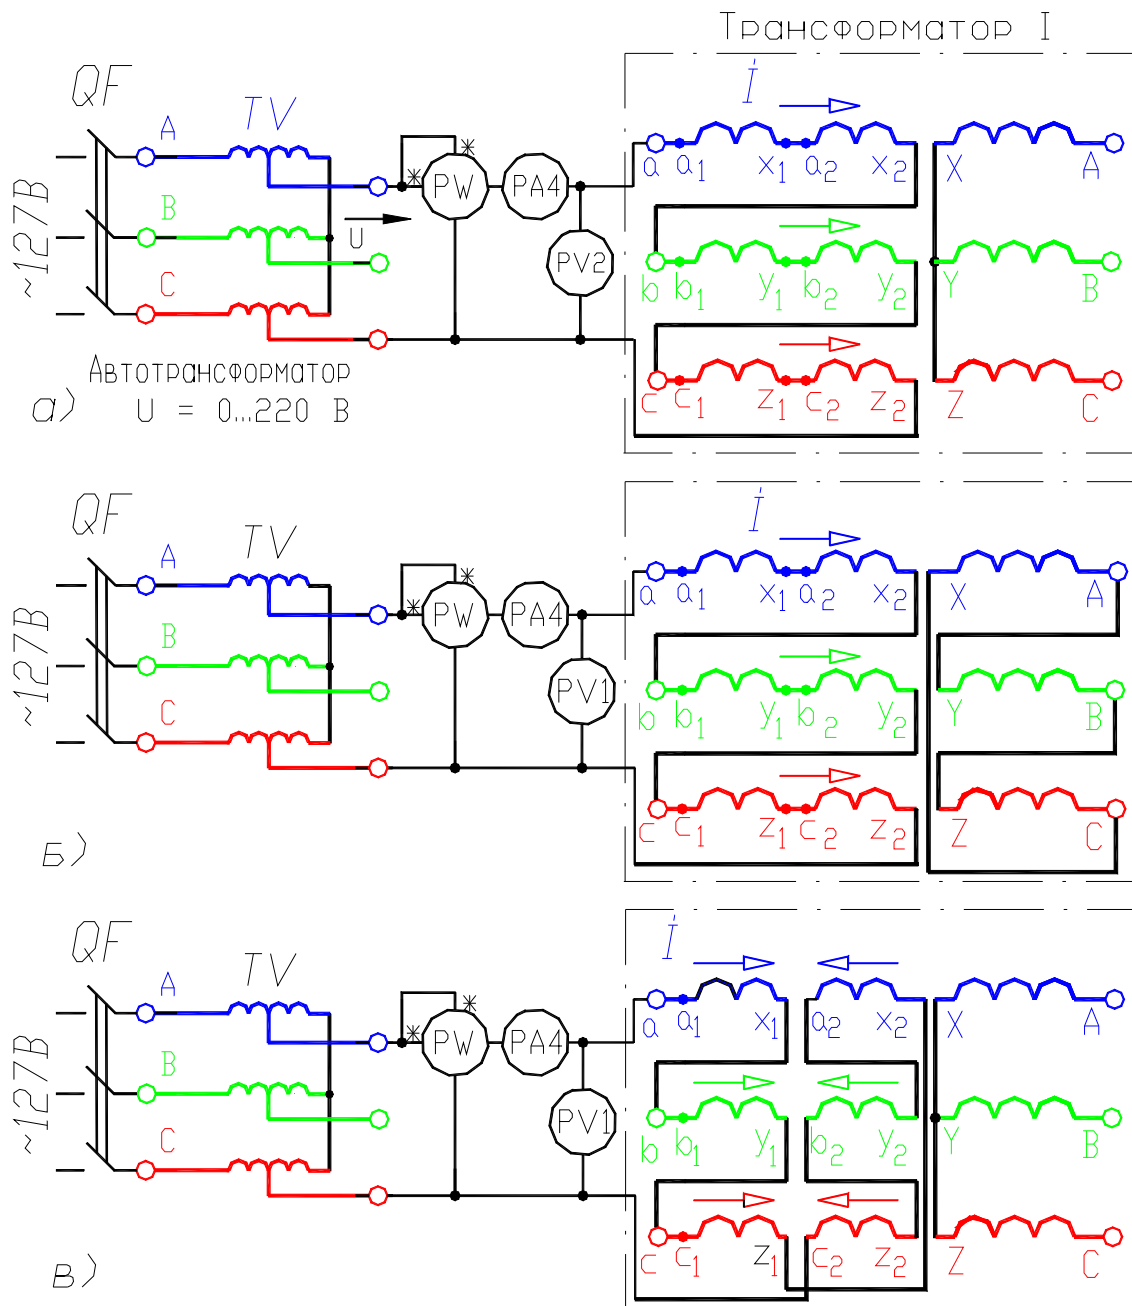 Трансформатор I
QF
TV
İ
~127В
A
B
C
U
* *
PW
PA4
PV2
a a₁ x₁ a₂ x₂ X A
b b₁ y₁ b₂ y₂ Y B
c c₁ z₁ c₂ z₂ Z C
Автотрансформатор
U = 0...220 В
а)
QF
TV
İ
~127В
A
B
C
* *
PW
PA4
PV1
a a₁ x₁ a₂ x₂ X A
b b₁ y₁ b₂ y₂ Y B
c c₁ z₁ c₂ z₂ Z C
б)
QF
TV
İ
~127В
A
B
C
* *
PW
PA4
PV1
a a₁ x₁ a₂ x₂ X A
b b₁ y₁ b₂ y₂ Y B
c c₁ z₁ c₂ z₂ Z C
в)